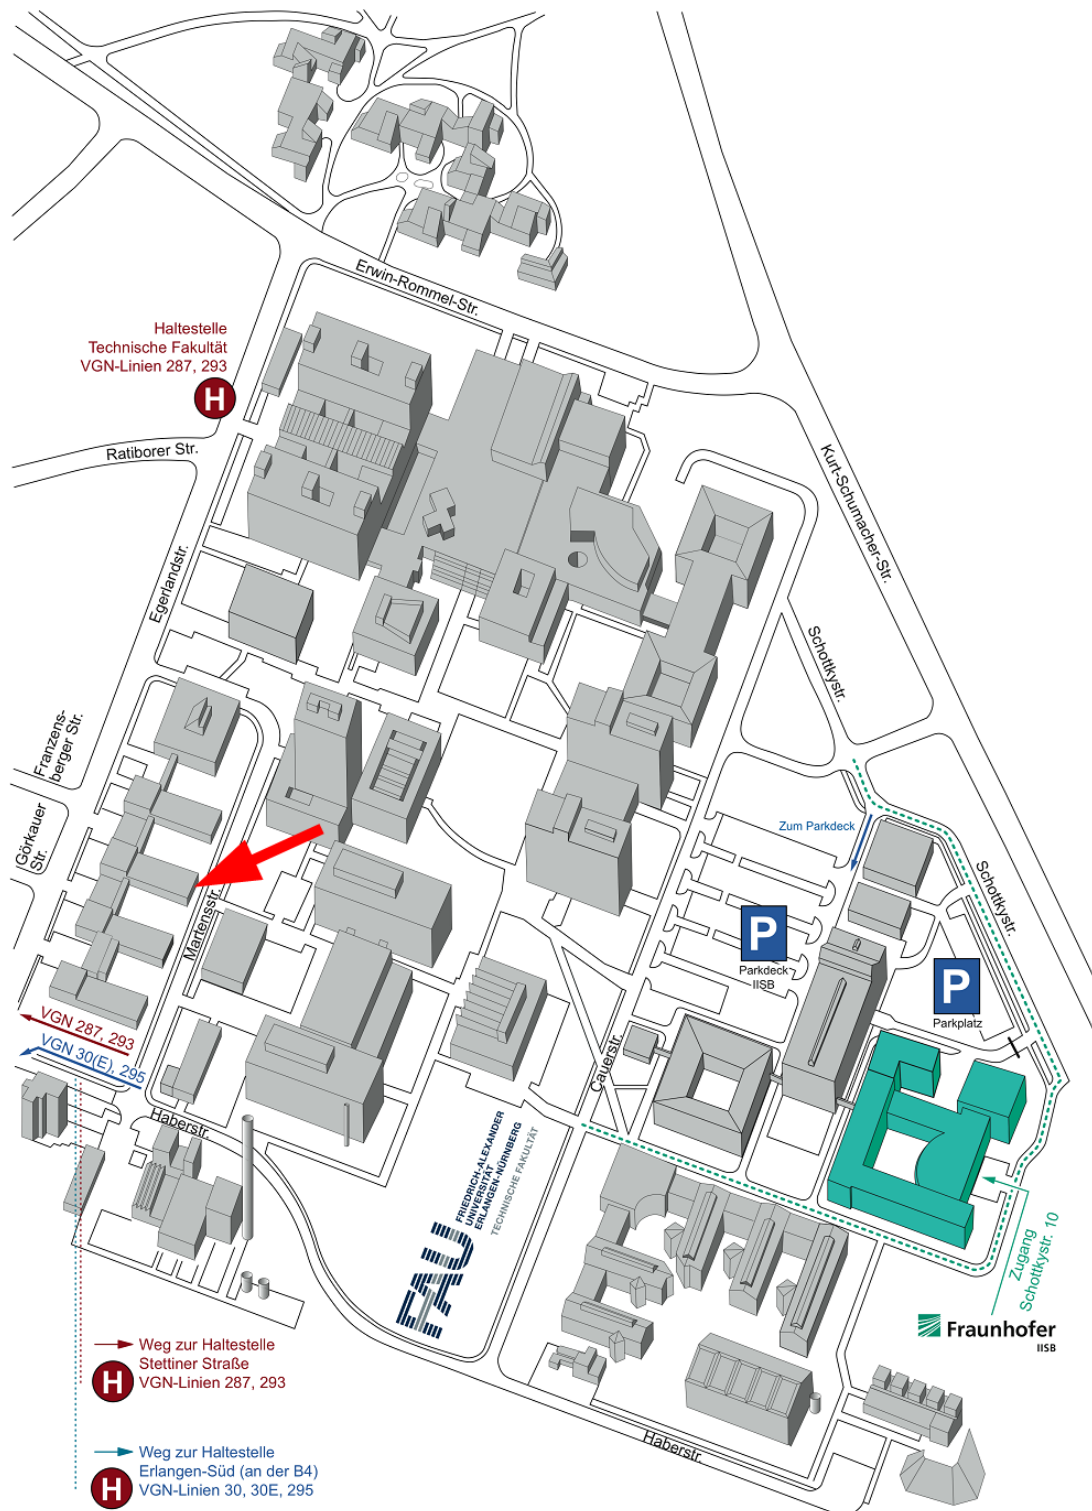 Erwin-Rommel-Str.
Haltestelle
Technische Fakultät
VGN-Linien 287, 293
H
Ratiborer Str.
Kurt-Schumacher-Str.
Egerlandstr.
Schottkystr.
Franzens-
berger Str.
Görkauer
Str.
Zum Parkdeck
Schottkystr.
Martensstr.
P
Parkdeck
IISB
P
Parkplatz
VGN 287, 293
VGN 30(E), 295
Cauerstr.
Haberstr.
FAU
FRIEDRICH-ALEXANDER
UNIVERSITÄT
ERLANGEN-NÜRNBERG
TECHNISCHE FAKULTÄT
Zugang
Schottkystr. 10
Fraunhofer
IISB
H
Weg zur Haltestelle
Stettiner Straße
VGN-Linien 287, 293
Haberstr.
H
Weg zur Haltestelle
Erlangen-Süd (an der B4)
VGN-Linien 30, 30E, 295